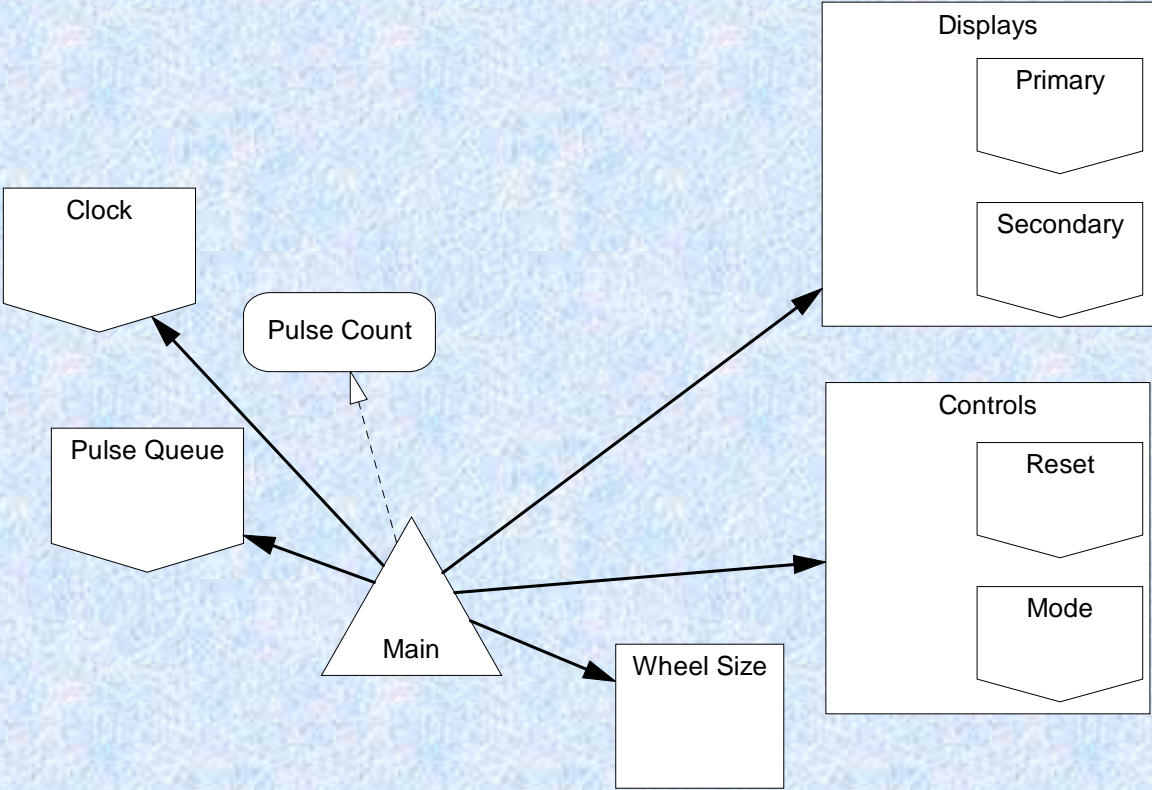 Displays
Primary
Secondary
Clock
Pulse Count
Pulse Queue
Controls
Reset
Mode
Main
Wheel Size